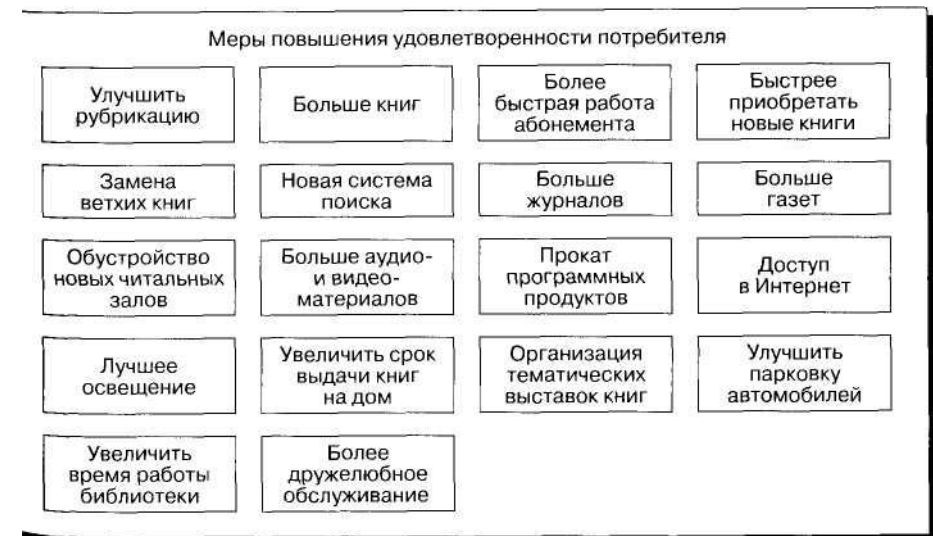 Меры повышения удовлетворенности потребителя
Улучшить
рубрикацию
Больше книг
Более
быстрая работа
абонемента
Быстрее
приобретать
новые книги
Замена
ветхих книг
Новая система
поиска
Больше
журналов
Больше
газет
Обустройство
новых читальных
залов
Больше аудио-
и видео-
материалов
Прокат
программных
продуктов
Доступ
в Интернет
Лучшее
освещение
Увеличить срок
выдачи книг
на дом
Организация
тематических
выставок книг
Улучшить
парковку
автомобилей
Увеличить
время работы
библиотеки
Более
дружелюбное
обслуживание